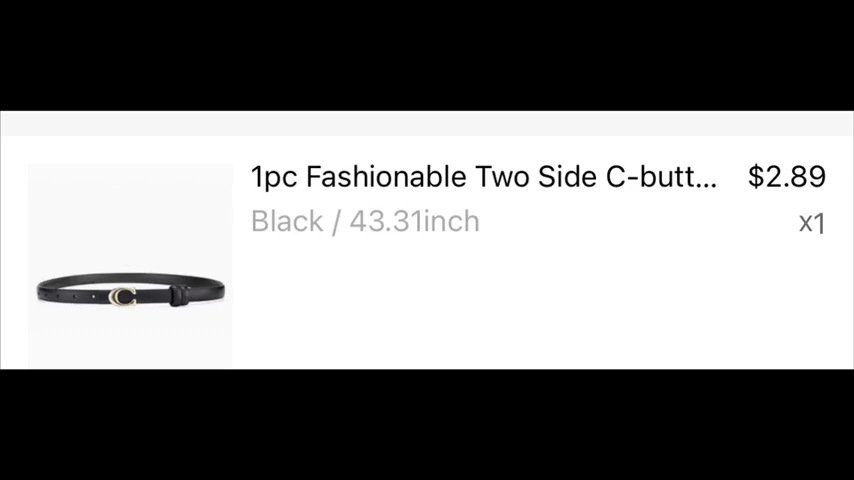 1pc Fashionable Two Side C-butt... $2.89
Black / 43.31inch x1